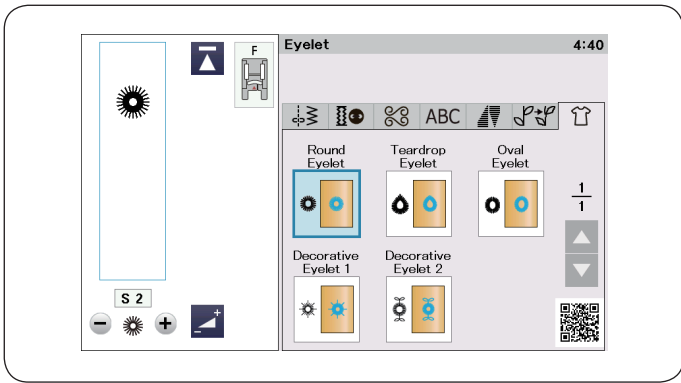 F
Eyelet 4:40
ABC
Round Eyelet
Teardrop Eyelet
Oval Eyelet
1
1
Decorative Eyelet 1
Decorative Eyelet 2
S 2